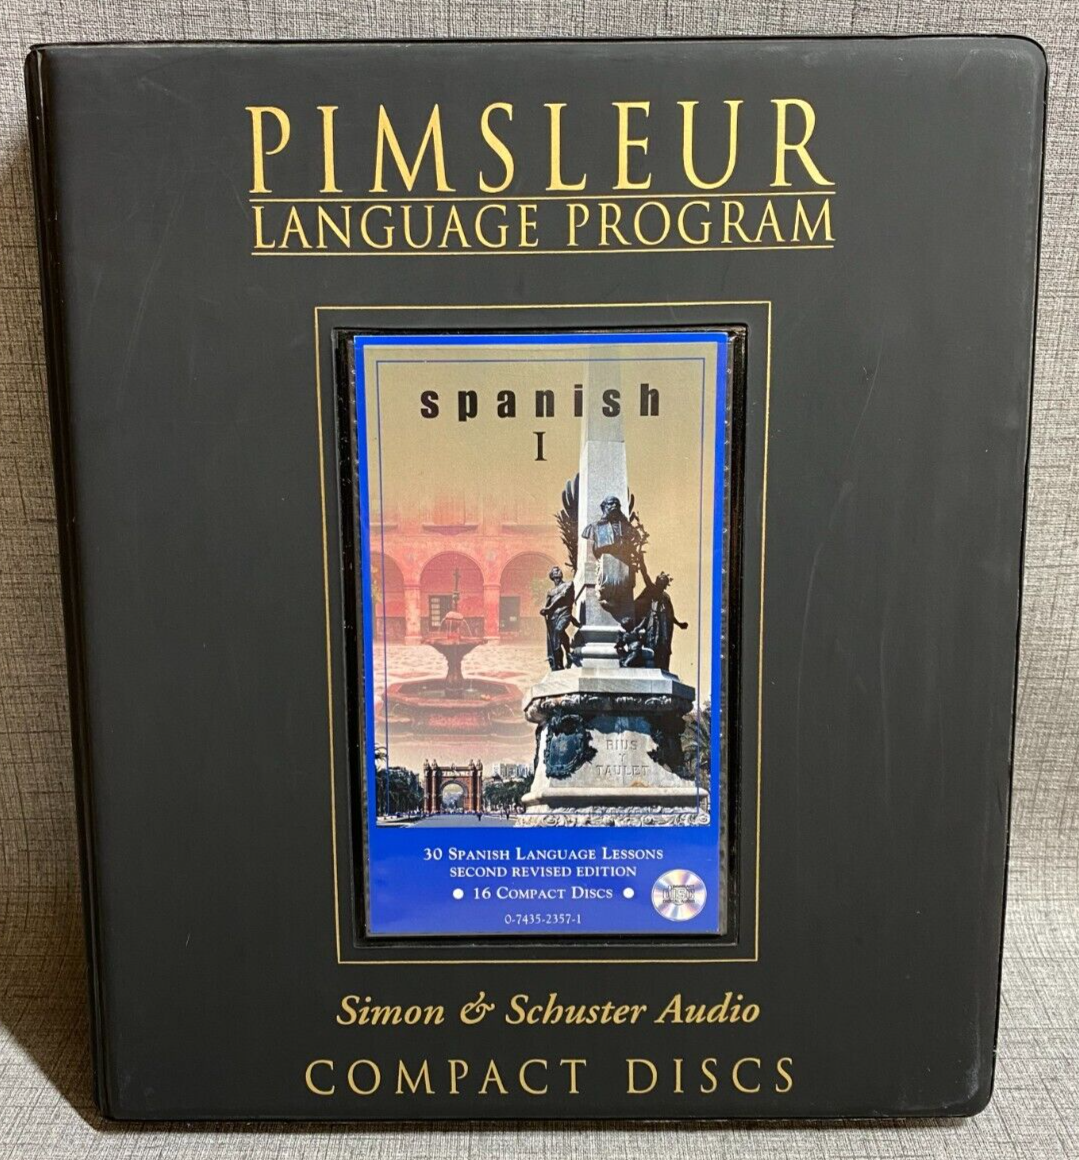 PIMSLEUR
LANGUAGE PROGRAM
spanish
I
RIUS
Y
TAULET
30 SPANISH LANGUAGE LESSONS
SECOND REVISED EDITION
● 16 COMPACT DISCS ●
0-7435-2357-1
Simon & Schuster Audio
COMPACT DISCS